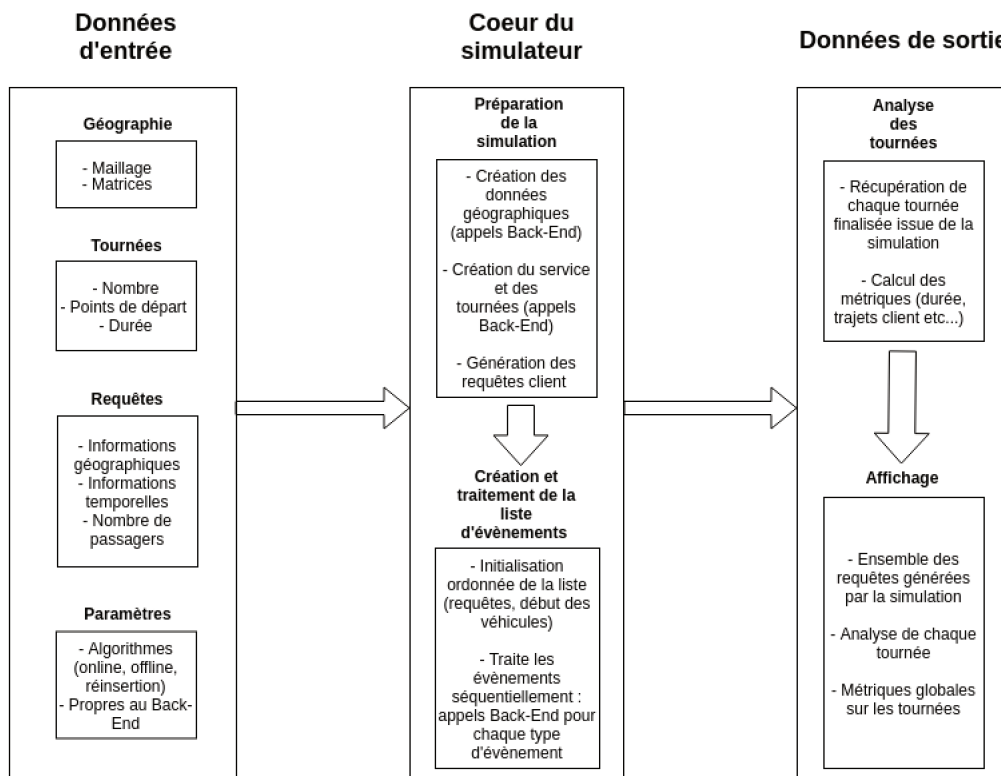 Données
d'entrée
Géographie
- Maillage
- Matrices
Tournées
- Nombre
- Points de départ
- Durée
Requêtes
- Informations
géographiques
- Informations
temporelles
- Nombre de
passagers
Paramètres
- Algorithmes
(online, offline,
réinsertion)
- Propres au Back-
End
Coeur du
simulateur
Préparation
de la
simulation
- Création des
données
géographiques
(appels Back-End)
- Création du service
et des
tournées (appels
Back-End)
- Génération des
requêtes client
Création et
traitement de la
liste
d'évènements
- Initialisation
ordonnée de la liste
(requêtes, début des
véhicules)
- Traite les
évènements
séquentiellement :
appels Back-End pour
chaque type
d'évènement
Données de sortie
Analyse
des
tournées
- Récupération de
chaque tournée
finalisée issue de la
simulation
- Calcul des
métriques (durée,
trajets client etc...)
Affichage
- Ensemble des
requêtes générées
par la simulation
- Analyse de chaque
tournée
- Métriques globales
sur les tournées